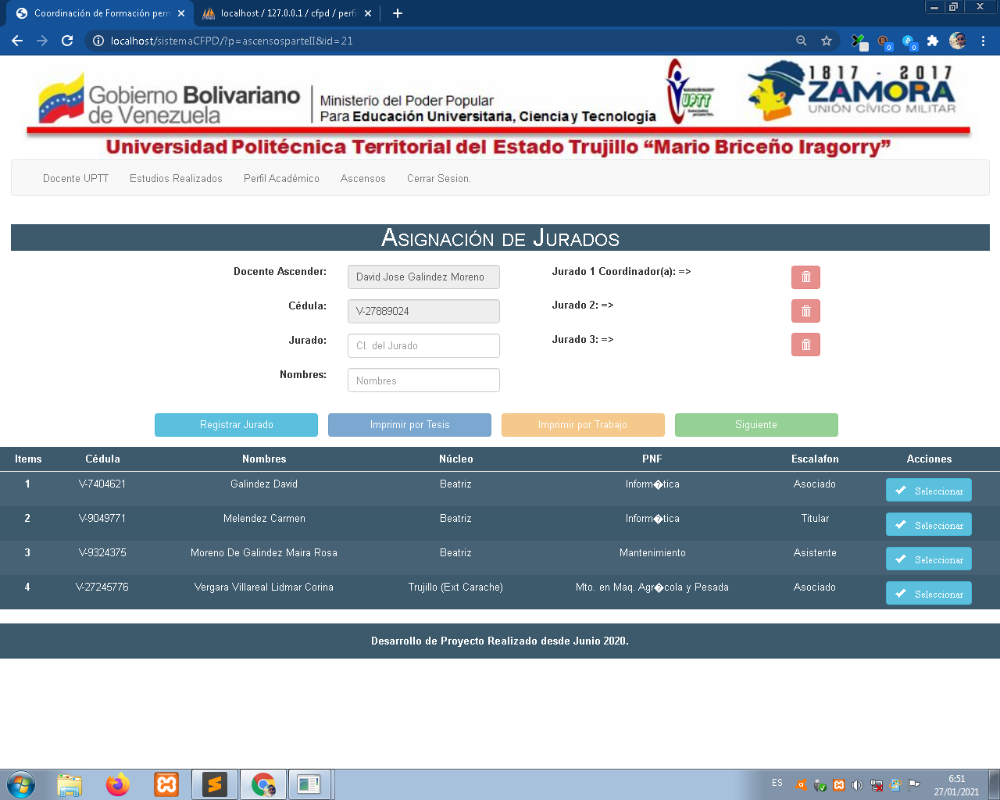 Coordinación de Formación perm
localhost / 127.0.0.1 / cfpd / perfi
localhost/sistemaCFPD/?p=ascensosparteII&id=21
Gobierno Bolivariano
de Venezuela
Ministerio del Poder Popular
Para Educación Universitaria, Ciencia y Tecnología
UPTT
1817 - 2017
ZAMORA
UNIÓN CÍVICO MILITAR
Universidad Politécnica Territorial del Estado Trujillo “Mario Briceño Iragorry”
Docente UPTT Estudios Realizados Perfil Académico Ascensos Cerrar Sesion.
Asignación de Jurados
Docente Ascender: David Jose Galindez Moreno Jurado 1 Coordinador(a): =>
Cédula: V-27889024 Jurado 2: =>
Jurado: CI. del Jurado Jurado 3: =>
Nombres: Nombres
Registrar Jurado Imprimir por Tesis Imprimir por Trabajo Siguiente
Items Cédula Nombres Núcleo PNF Escalafon Acciones
1 V-7404621 Galindez David Beatriz Inform�tica Asociado Seleccionar
2 V-9049771 Melendez Carmen Beatriz Inform�tica Titular Seleccionar
3 V-9324375 Moreno De Galindez Maira Rosa Beatriz Mantenimiento Asistente Seleccionar
4 V-27245776 Vergara Villareal Lidmar Corina Trujillo (Ext Carache) Mto. en Maq. Agr�cola y Pesada Asociado Seleccionar
Desarrollo de Proyecto Realizado desde Junio 2020.
ES
6:51
27/01/2021